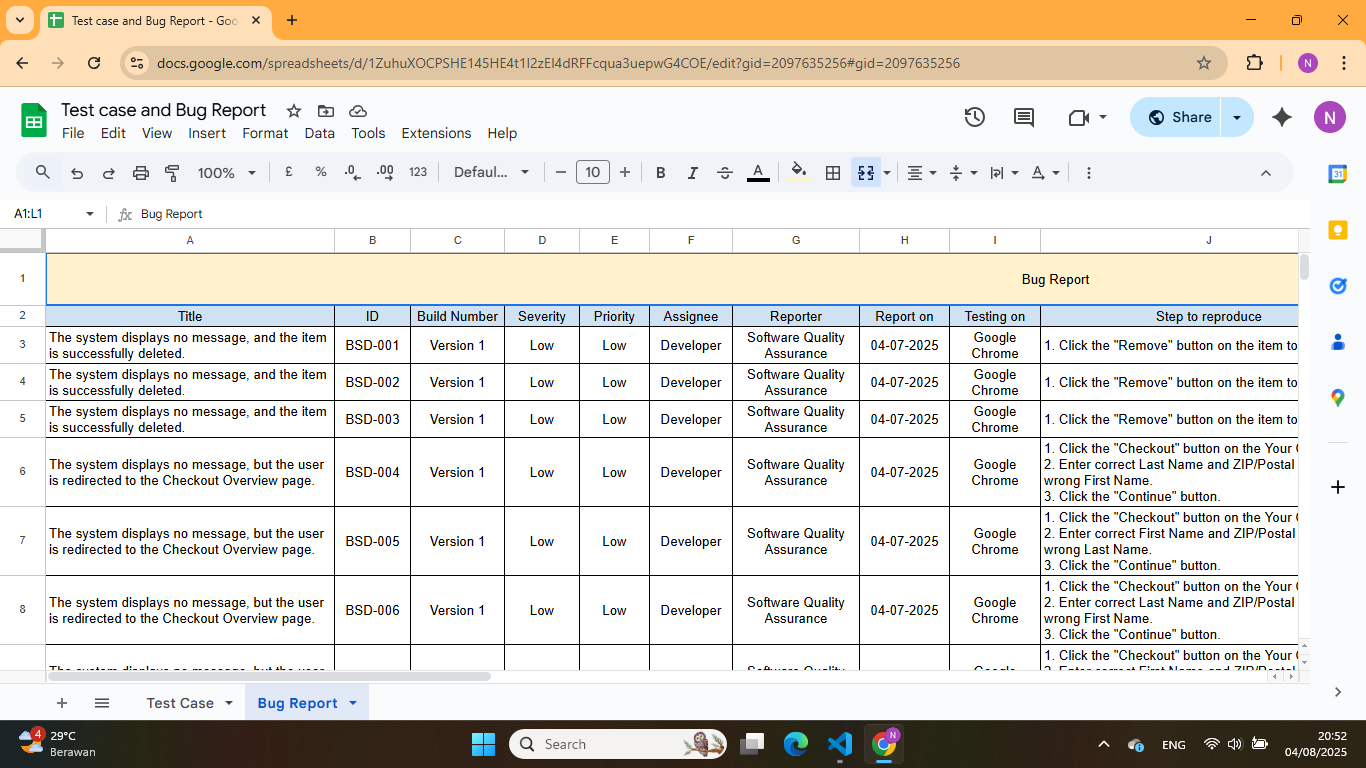 Test case and Bug Report - Goo
docs.google.com/spreadsheets/d/1ZuhuXOCPSHE145HE4t1l2zEl4dRFFcqua3uepwG4COE/edit?gid=2097635256#gid=2097635256
N
Test case and Bug Report
File Edit View Insert Format Data Tools Extensions Help
Share
N
100% £ % .0 .00 123 Defaul... 10 B I A
31
A1:L1 fx Bug Report
A B C D E F G H I J
1 Bug Report
2 Title ID Build Number Severity Priority Assignee Reporter Report on Testing on Step to reproduce
3 The system displays no message, and the item is successfully deleted. BSD-001 Version 1 Low Low Developer Software Quality Assurance 04-07-2025 Google Chrome 1. Click the "Remove" button on the item to
4 The system displays no message, and the item is successfully deleted. BSD-002 Version 1 Low Low Developer Software Quality Assurance 04-07-2025 Google Chrome 1. Click the "Remove" button on the item to
5 The system displays no message, and the item is successfully deleted. BSD-003 Version 1 Low Low Developer Software Quality Assurance 04-07-2025 Google Chrome 1. Click the "Remove" button on the item to
6 The system displays no message, but the user is redirected to the Checkout Overview page. BSD-004 Version 1 Low Low Developer Software Quality Assurance 04-07-2025 Google Chrome
1. Click the "Checkout" button on the Your
2. Enter correct Last Name and ZIP/Postal
wrong First Name.
3. Click the "Continue" button.
7 The system displays no message, but the user is redirected to the Checkout Overview page. BSD-005 Version 1 Low Low Developer Software Quality Assurance 04-07-2025 Google Chrome
1. Click the "Checkout" button on the Your
2. Enter correct First Name and ZIP/Postal
wrong Last Name.
3. Click the "Continue" button.
8 The system displays no message, but the user is redirected to the Checkout Overview page. BSD-006 Version 1 Low Low Developer Software Quality Assurance 04-07-2025 Google Chrome
1. Click the "Checkout" button on the Your
2. Enter correct Last Name and ZIP/Postal
wrong First Name.
3. Click the "Continue" button.
1. Click the "Checkout" button on the Your
Test Case Bug Report
4 29°C
Berawan
Search
N
ENG
20:52
04/08/2025